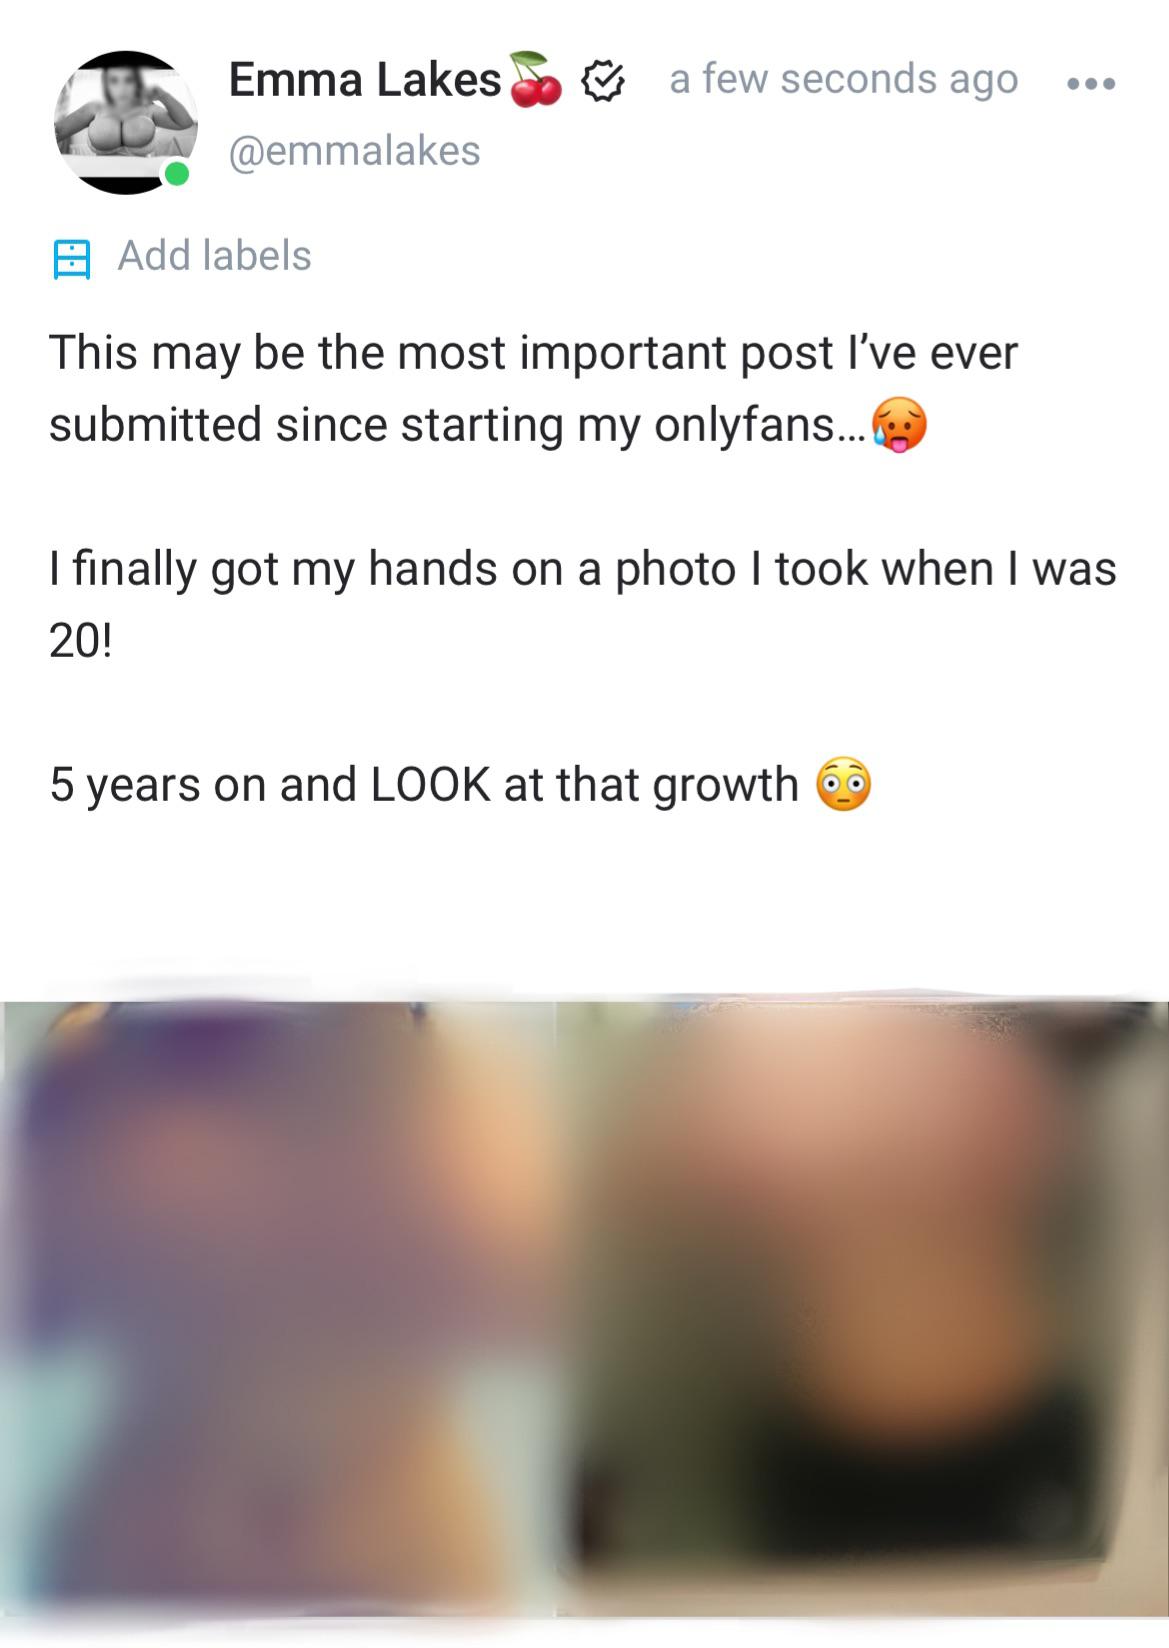 Emma Lakes🍒 a few seconds ago
@emmalakes
Add labels
This may be the most important post I’ve ever
submitted since starting my onlyfans...🥵
I finally got my hands on a photo I took when I was
20!
5 years on and LOOK at that growth 😳